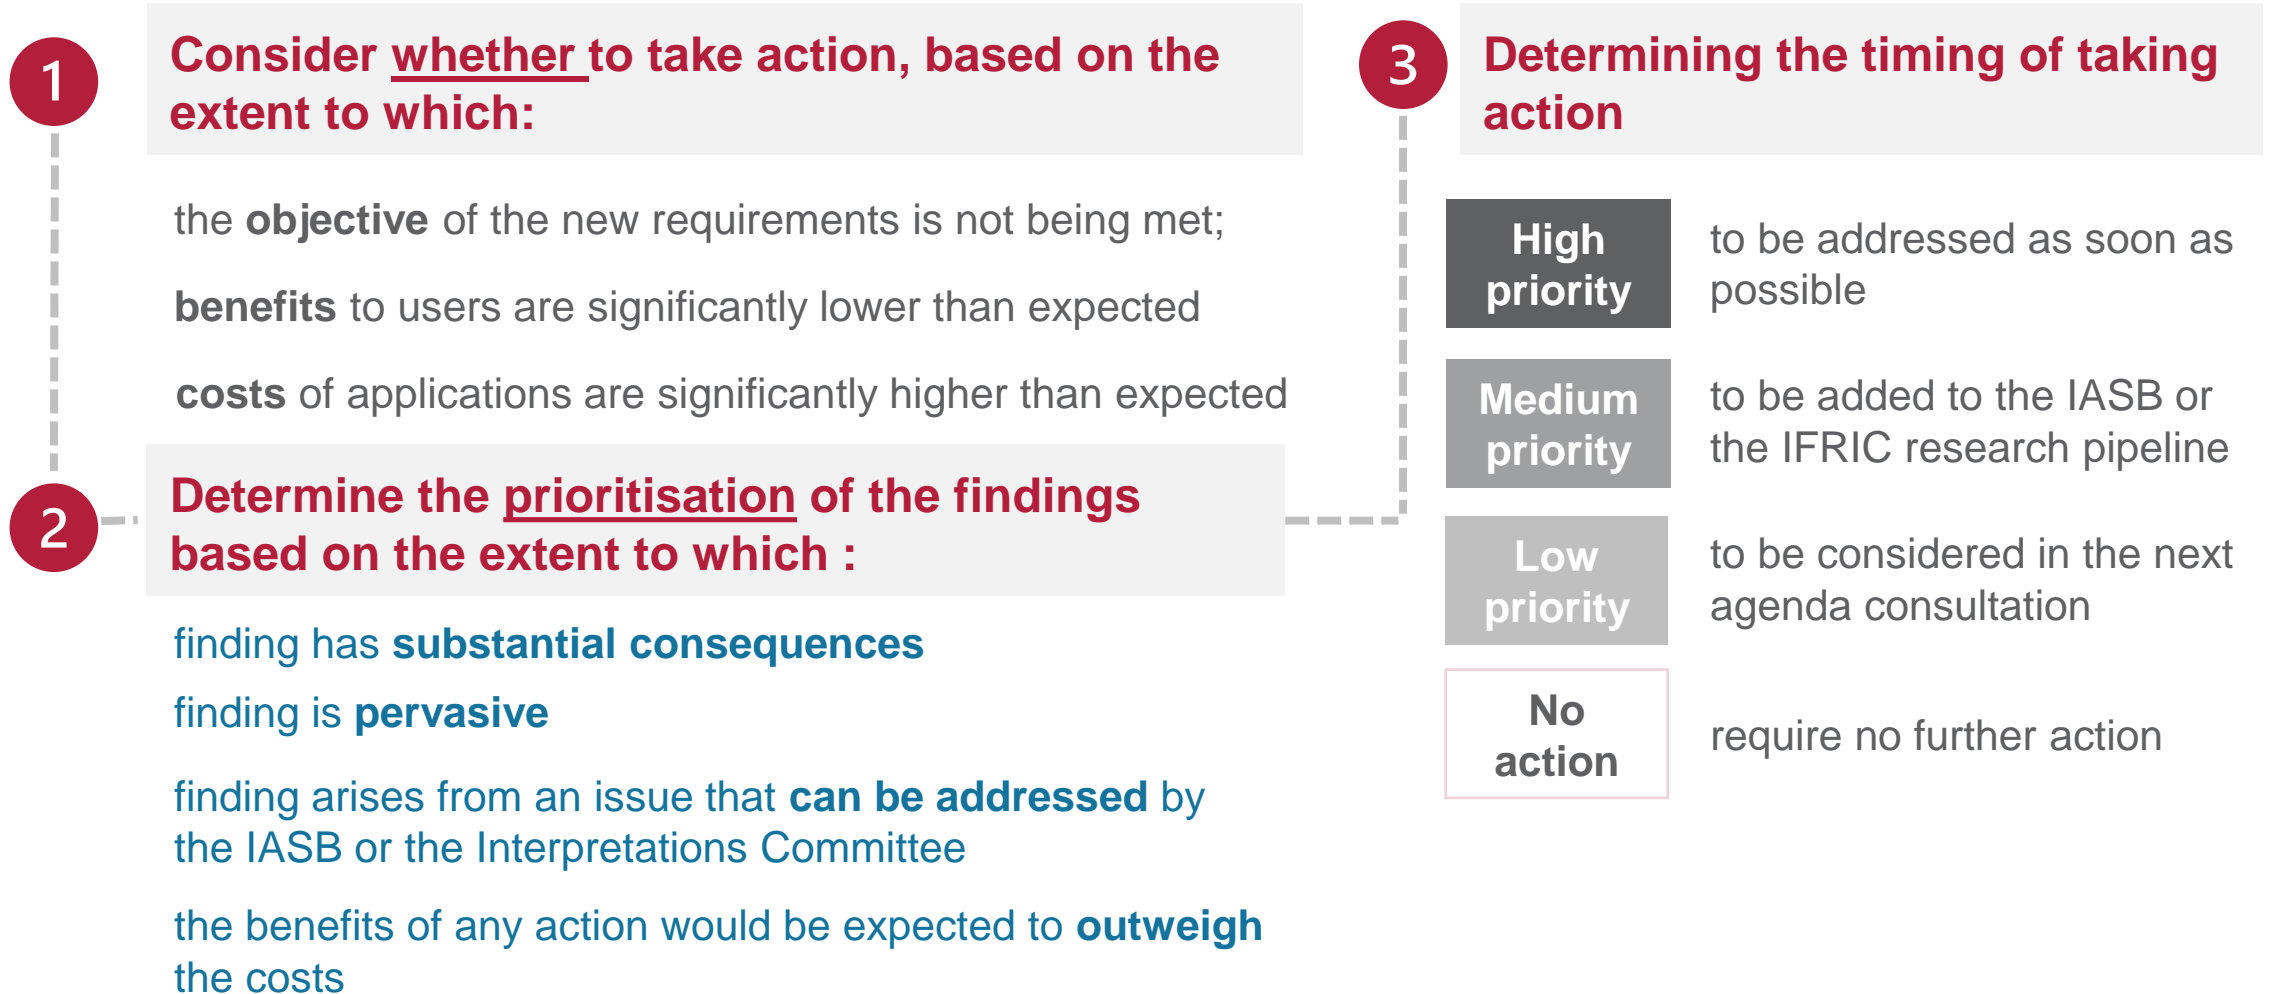 1
Consider whether to take action, based on the
extent to which:
the objective of the new requirements is not being met;
benefits to users are significantly lower than expected
costs of applications are significantly higher than expected
2
Determine the prioritisation of the findings
based on the extent to which :
finding has substantial consequences
finding is pervasive
finding arises from an issue that can be addressed by
the IASB or the Interpretations Committee
the benefits of any action would be expected to outweigh
the costs
3
Determining the timing of taking
action
High
priority
to be addressed as soon as
possible
Medium
priority
to be added to the IASB or
the IFRIC research pipeline
Low
priority
to be considered in the next
agenda consultation
No
action
require no further action